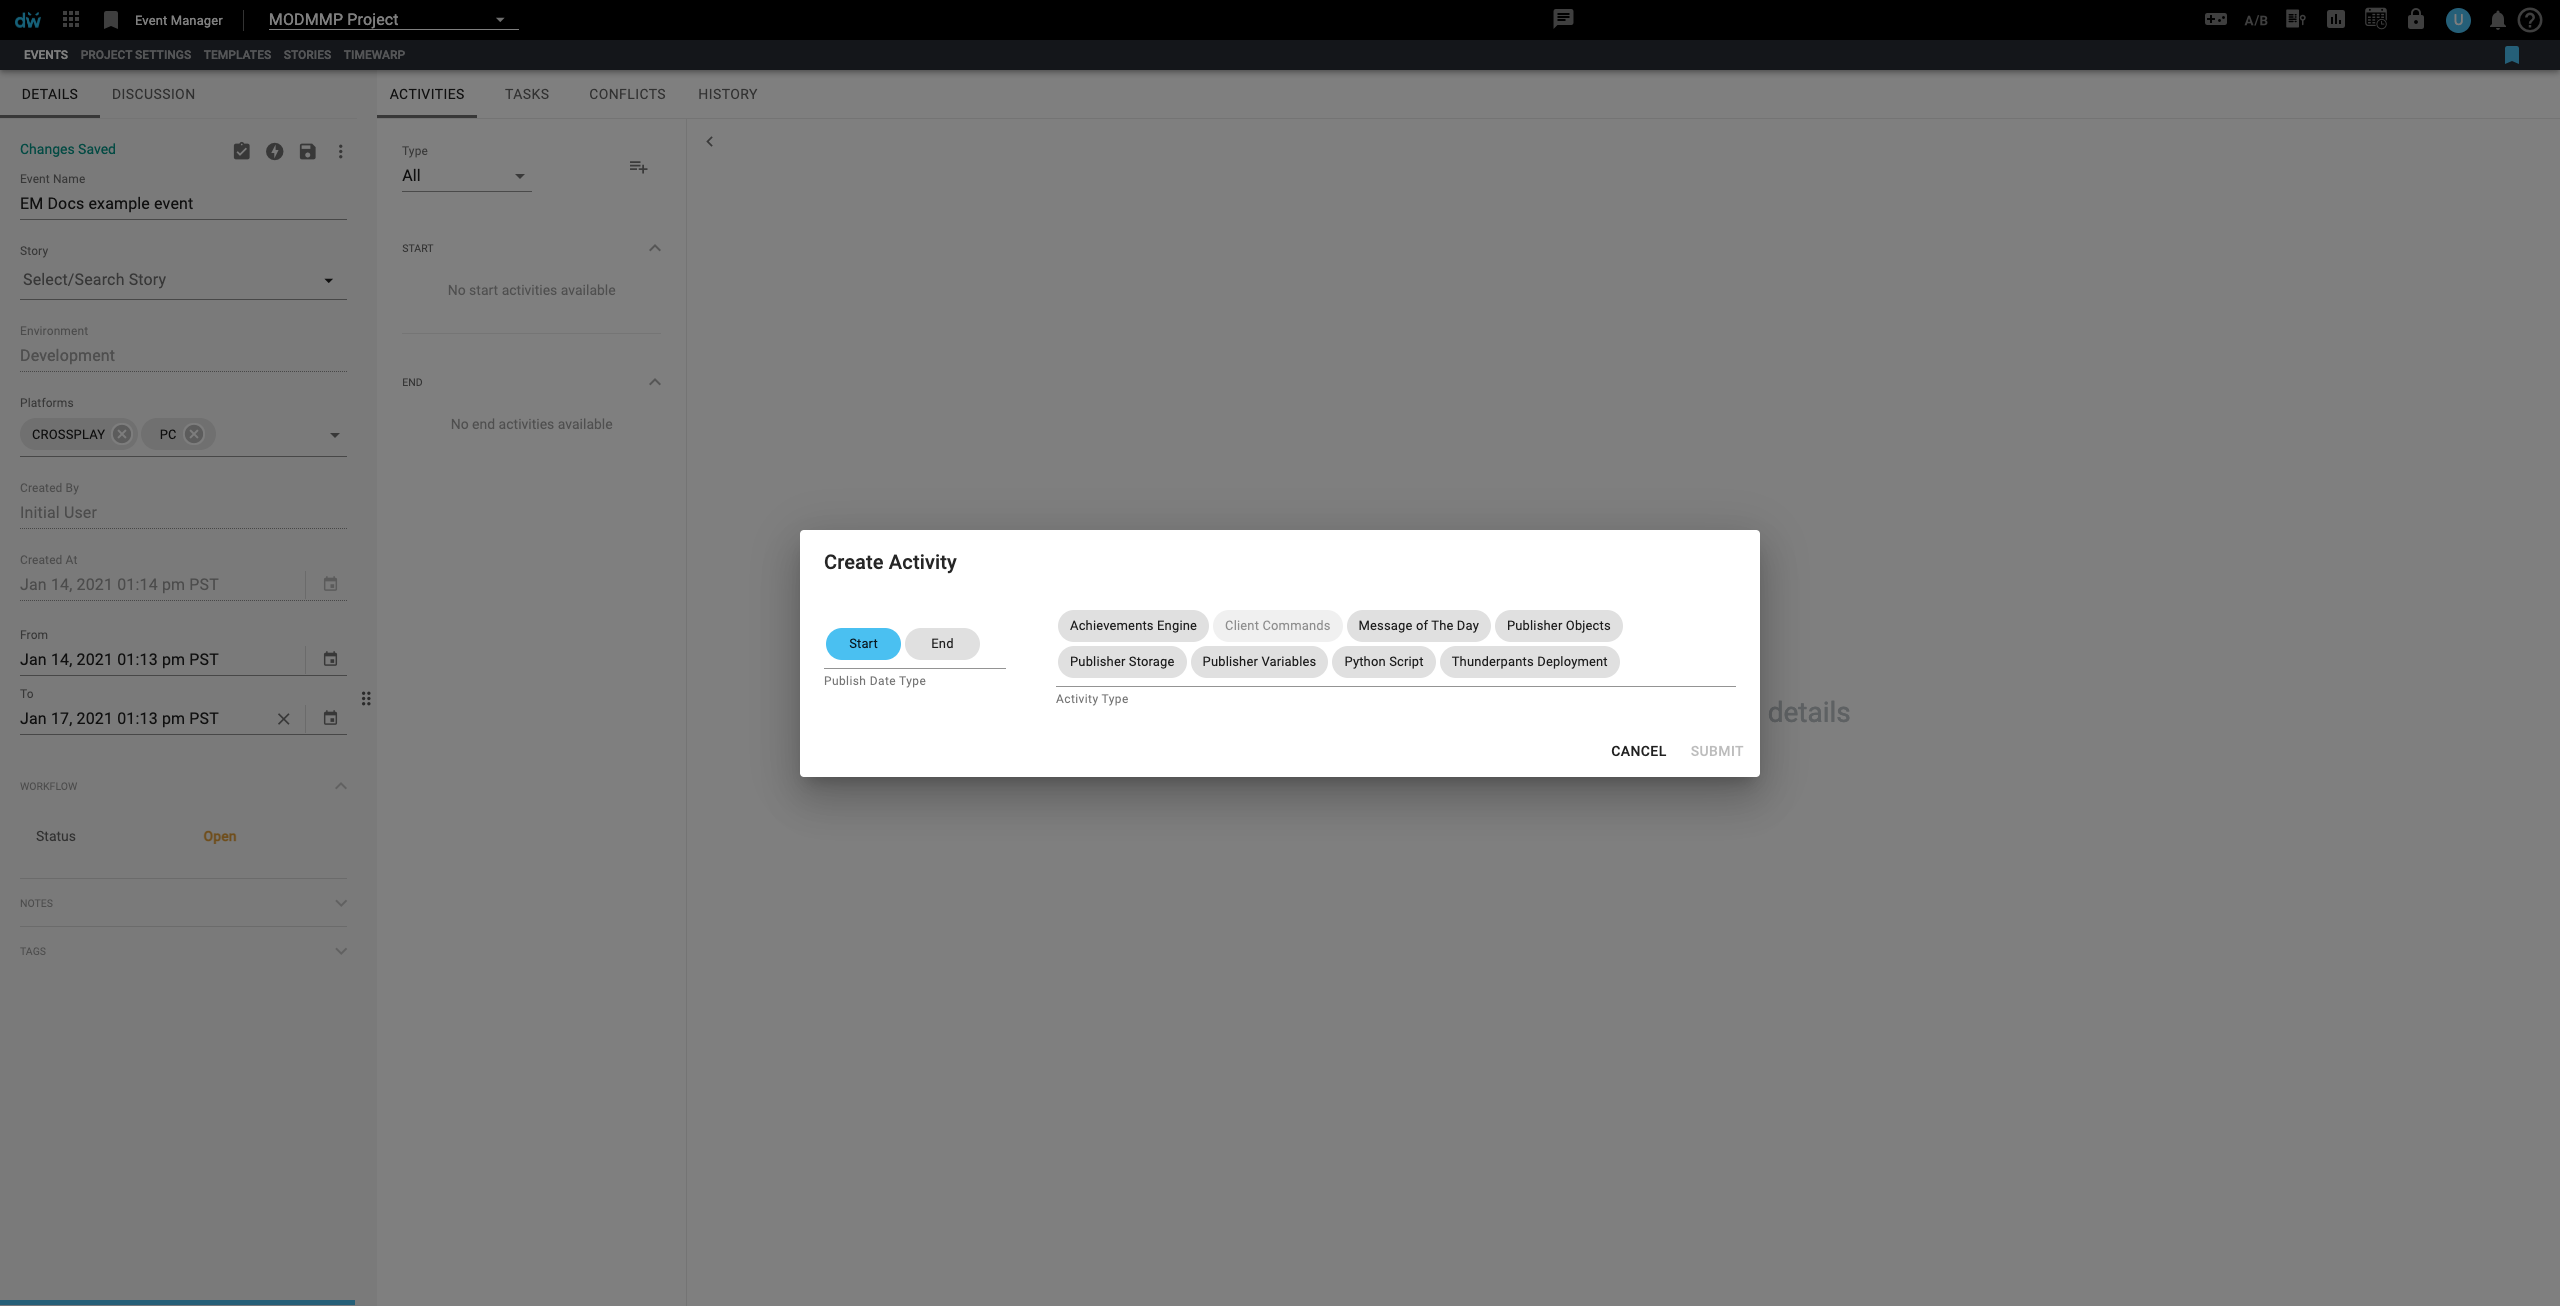 dw Event Manager MODMMP Project A/B U
EVENTS PROJECT SETTINGS TEMPLATES STORIES TIMEWARP
DETAILS DISCUSSION
Changes Saved
Event Name
EM Docs example event
Story
Select/Search Story
Environment
Development
Platforms
CROSSPLAY PC
Created By
Initial User
Created At
Jan 14, 2021 01:14 pm PST
From
Jan 14, 2021 01:13 pm PST
To
Jan 17, 2021 01:13 pm PST
WORKFLOW
Status Open
NOTES
TAGS
ACTIVITIES TASKS CONFLICTS HISTORY
Type
All
START
No start activities available
END
No end activities available
details
Create Activity
Start End
Publish Date Type
Achievements Engine Client Commands Message of The Day Publisher Objects
Publisher Storage Publisher Variables Python Script Thunderpants Deployment
Activity Type
CANCEL SUBMIT